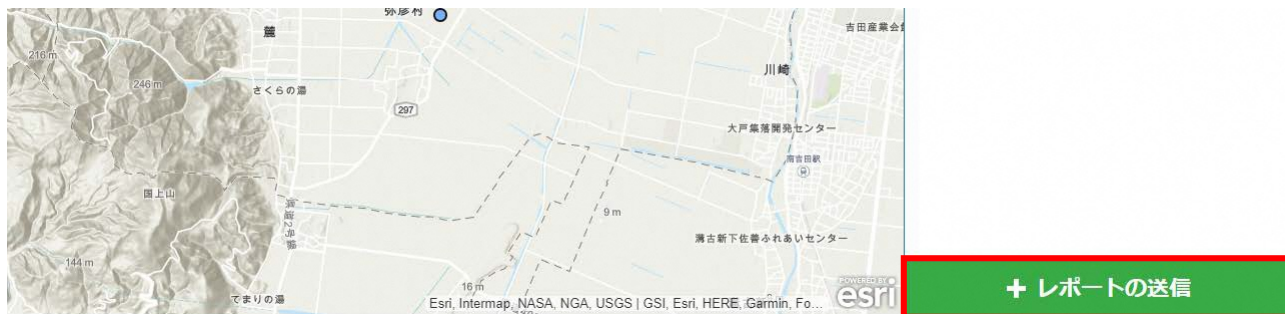 弥彦村
麓
吉田産業会
216 m
川崎
246 m
さくらの湯
297
大戸集落開発センター
南吉田駅
国上山
県道2号線
9 m
溝古新下佐善ふれあいセンター
144 m
16 m
てまりの湯
POWERED BY
esri
Esri, Intermap, NASA, NGA, USGS | GSI, Esri, HERE, Garmin, Fo...
+ レポートの送信